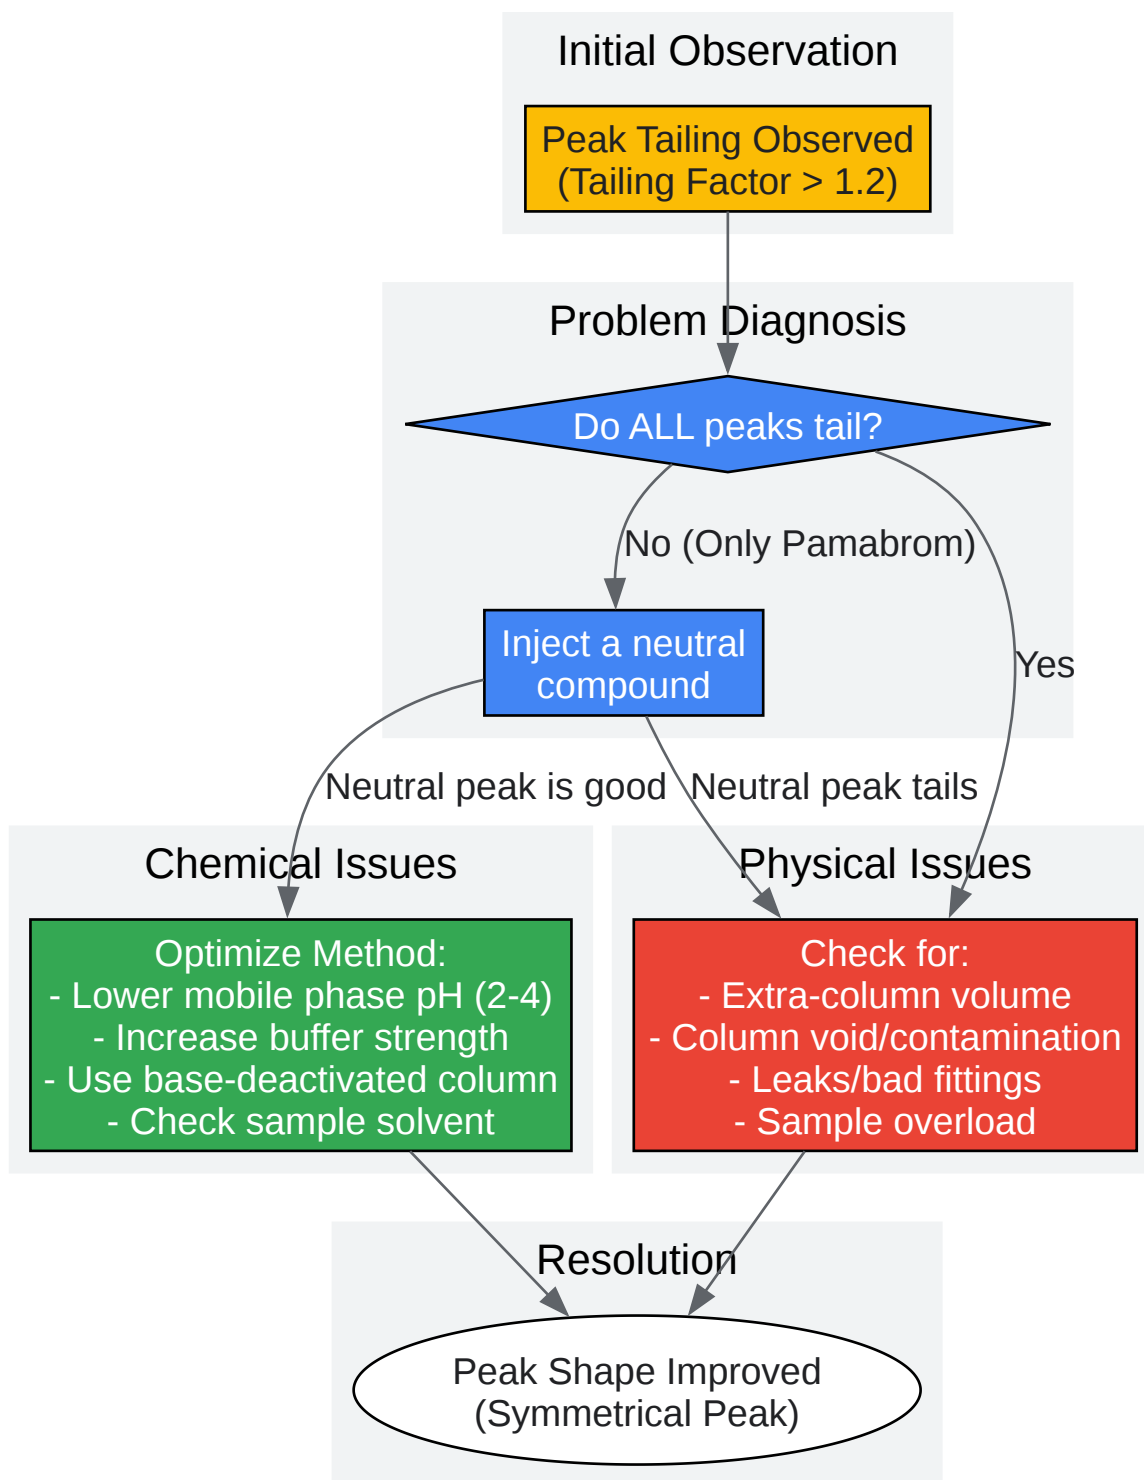 Initial Observation
Peak Tailing Observed
(Tailing Factor > 1.2)
Problem Diagnosis
Do ALL peaks tail?
No (Only Pamabrom)
Inject a neutral
compound
Yes
Neutral peak is good
Neutral peak tails
Chemical Issues
Optimize Method:
- Lower mobile phase pH (2-4)
- Increase buffer strength
- Use base-deactivated column
- Check sample solvent
Physical Issues
Check for:
- Extra-column volume
- Column void/contamination
- Leaks/bad fittings
- Sample overload
Resolution
Peak Shape Improved
(Symmetrical Peak)